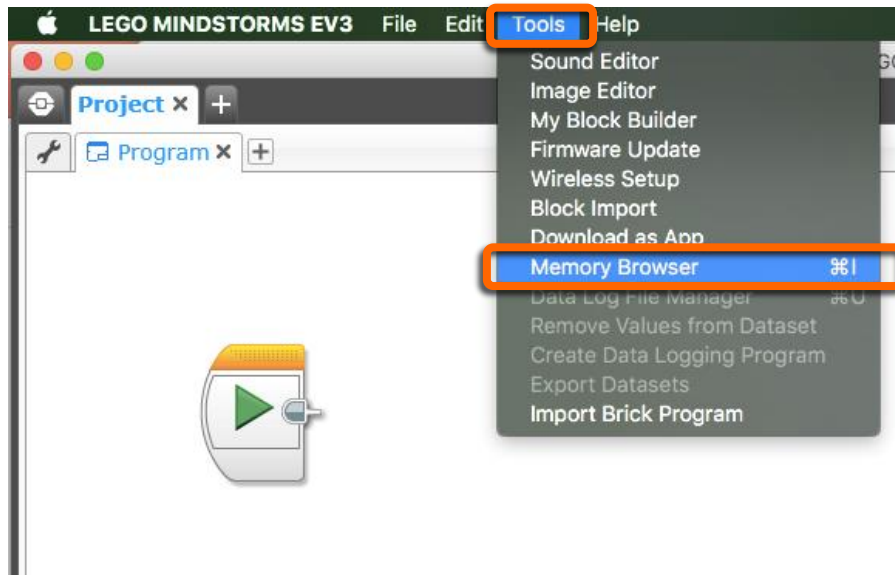 LEGO MINDSTORMS EV3 File Edit Tools Help
Sound Editor
Image Editor
My Block Builder
Firmware Update
Wireless Setup
Block Import
Download as App
Memory Browser ⌘I
Data Log File Manager ⌘U
Remove Values from Dataset
Create Data Logging Program
Export Datasets
Import Brick Program
Project × +
Program × +